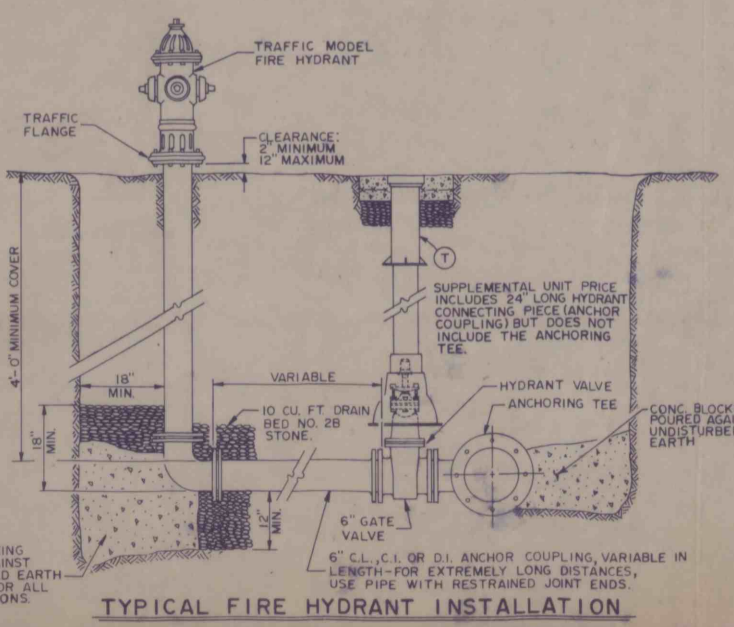 TRAFFIC MODEL
FIRE HYDRANT
TRAFFIC
FLANGE
CLEARANCE:
2" MINIMUM
12" MAXIMUM
4'-0" MINIMUM COVER
T
SUPPLEMENTAL UNIT PRICE
INCLUDES 24" LONG HYDRANT
CONNECTING PIECE (ANCHOR
COUPLING) BUT DOES NOT
INCLUDE THE ANCHORING
TEE.
18"
MIN.
VARIABLE
HYDRANT VALVE
ANCHORING TEE
10 CU. FT. DRAIN
BED NO. 2B
STONE.
CONC. BLOCK
POURED AGA
UNDISTURBE
EARTH
18"
MIN.
12"
MIN.
6" GATE
VALVE
ING
INST
D EARTH
OR ALL
ONS.
6" C.L., C.I. OR D.I. ANCHOR COUPLING, VARIABLE IN
LENGTH-FOR EXTREMELY LONG DISTANCES,
USE PIPE WITH RESTRAINED JOINT ENDS.
TYPICAL FIRE HYDRANT INSTALLATION